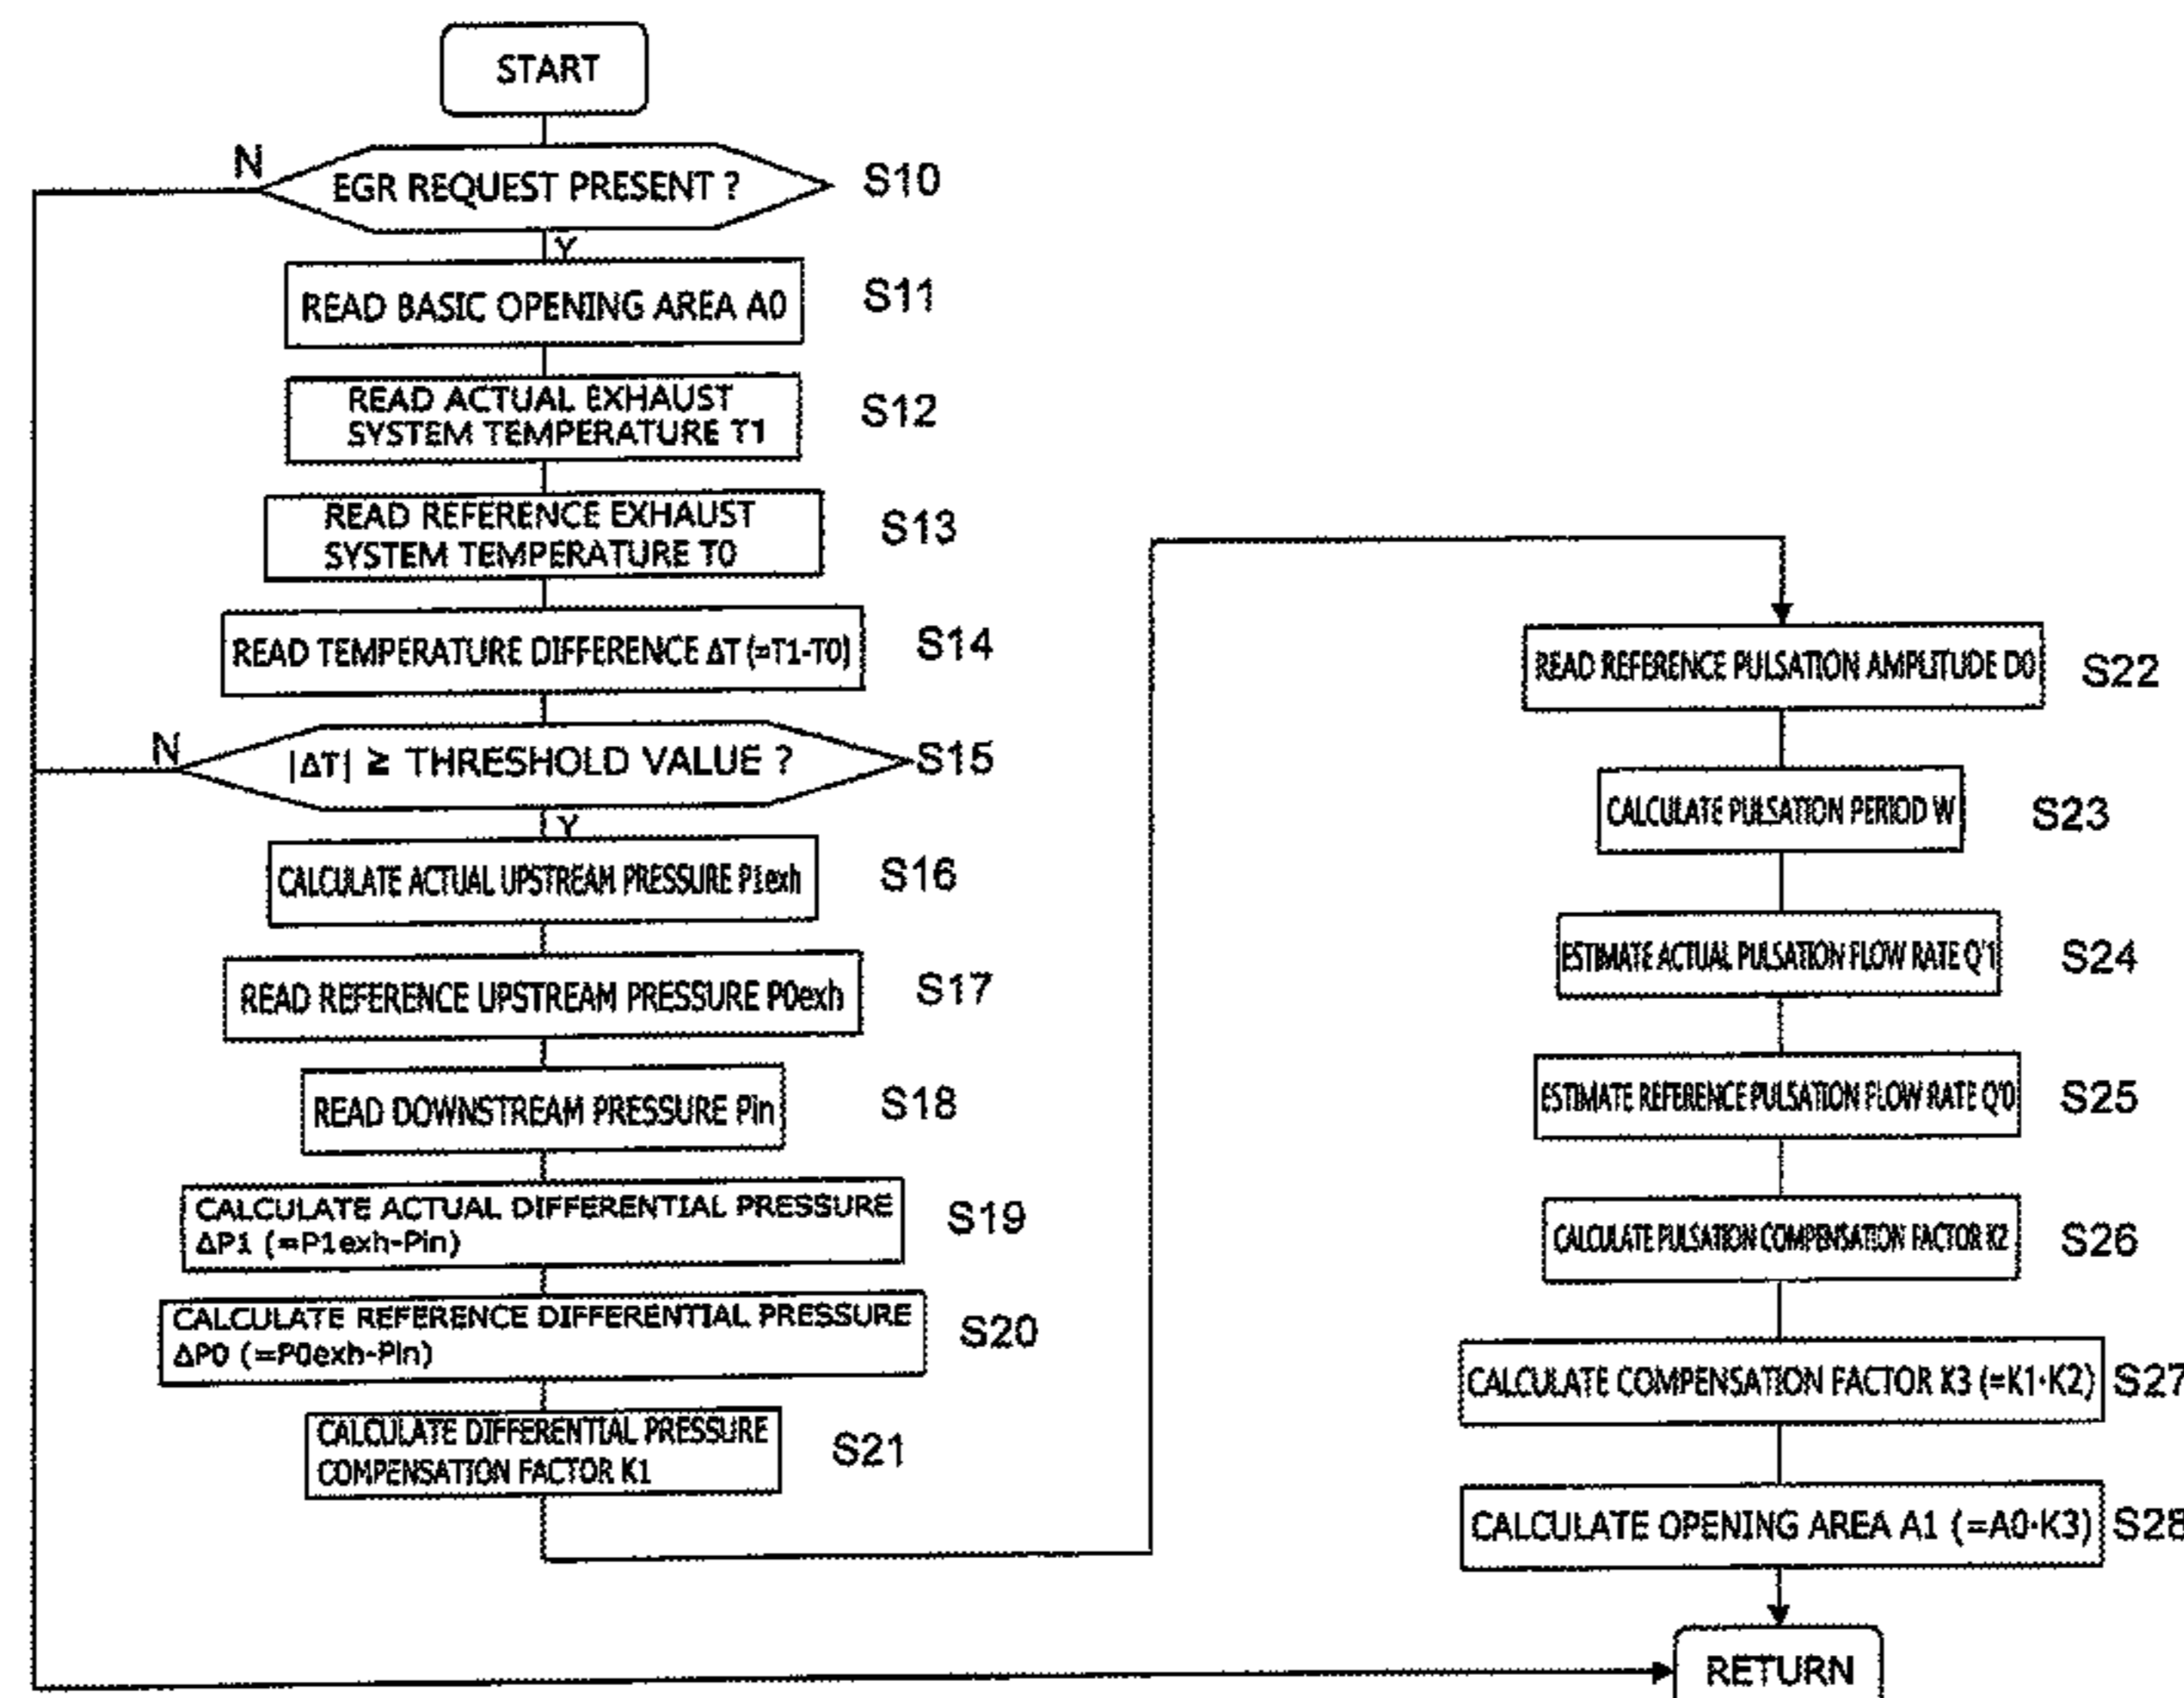 START
N
EGR REQUEST PRESENT ?
S10
Y
READ BASIC OPENING AREA A0
S11
READ ACTUAL EXHAUST
SYSTEM TEMPERATURE T1
S12
READ REFERENCE EXHAUST
SYSTEM TEMPERATURE T0
S13
READ TEMPERATURE DIFFERENCE ΔT (=T1-T0)
S14
N
|ΔT| ≧ THRESHOLD VALUE ?
S15
Y
CALCULATE ACTUAL UPSTREAM PRESSURE P1exh
S16
READ REFERENCE UPSTREAM PRESSURE P0exh
S17
READ DOWNSTREAM PRESSURE Pin
S18
CALCULATE ACTUAL DIFFERENTIAL PRESSURE
ΔP1 (=P1exh-Pin)
S19
CALCULATE REFERENCE DIFFERENTIAL PRESSURE
ΔP0 (=P0exh-Pin)
S20
CALCULATE DIFFERENTIAL PRESSURE
COMPENSATION FACTOR K1
S21
READ REFERENCE PULSATION AMPLITUDE D0
S22
CALCULATE PULSATION PERIOD W
S23
ESTIMATE ACTUAL PULSATION FLOW RATE Q'1
S24
ESTIMATE REFERENCE PULSATION FLOW RATE Q'0
S25
CALCULATE PULSATION COMPENSATION FACTOR K2
S26
CALCULATE COMPENSATION FACTOR K3 (=K1·K2)
S27
CALCULATE OPENING AREA A1 (=A0·K3)
S28
RETURN